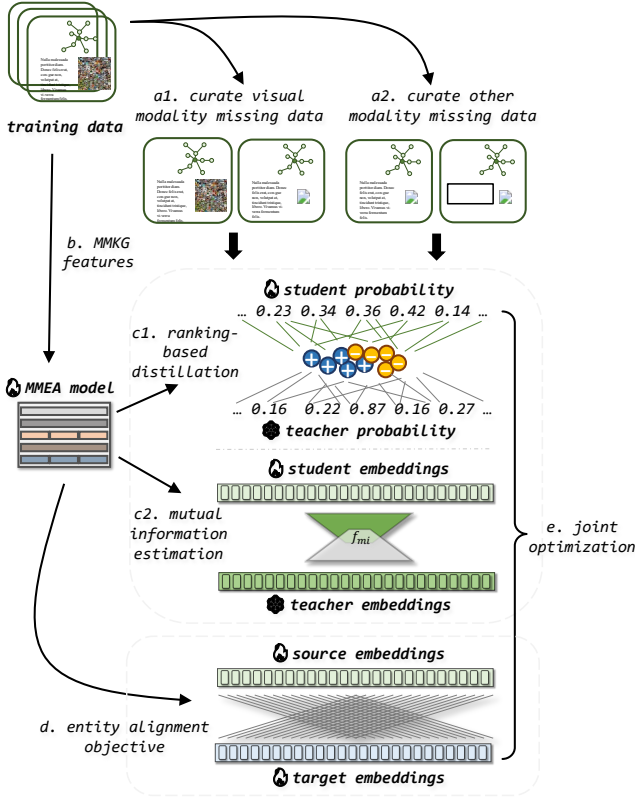 a1. curate visual
modality missing data
a2. curate other
modality missing data
training data
b. MMKG
features
student probability
… 0.23 0.34 0.36 0.42 0.14 …
c1. ranking-
based
distillation
MMEA model
… 0.16 0.22 0.87 0.16 0.27 …
teacher probability
student embeddings
c2. mutual
information
estimation
f_mi
e. joint
optimization
teacher embeddings
source embeddings
d. entity alignment
objective
target embeddings